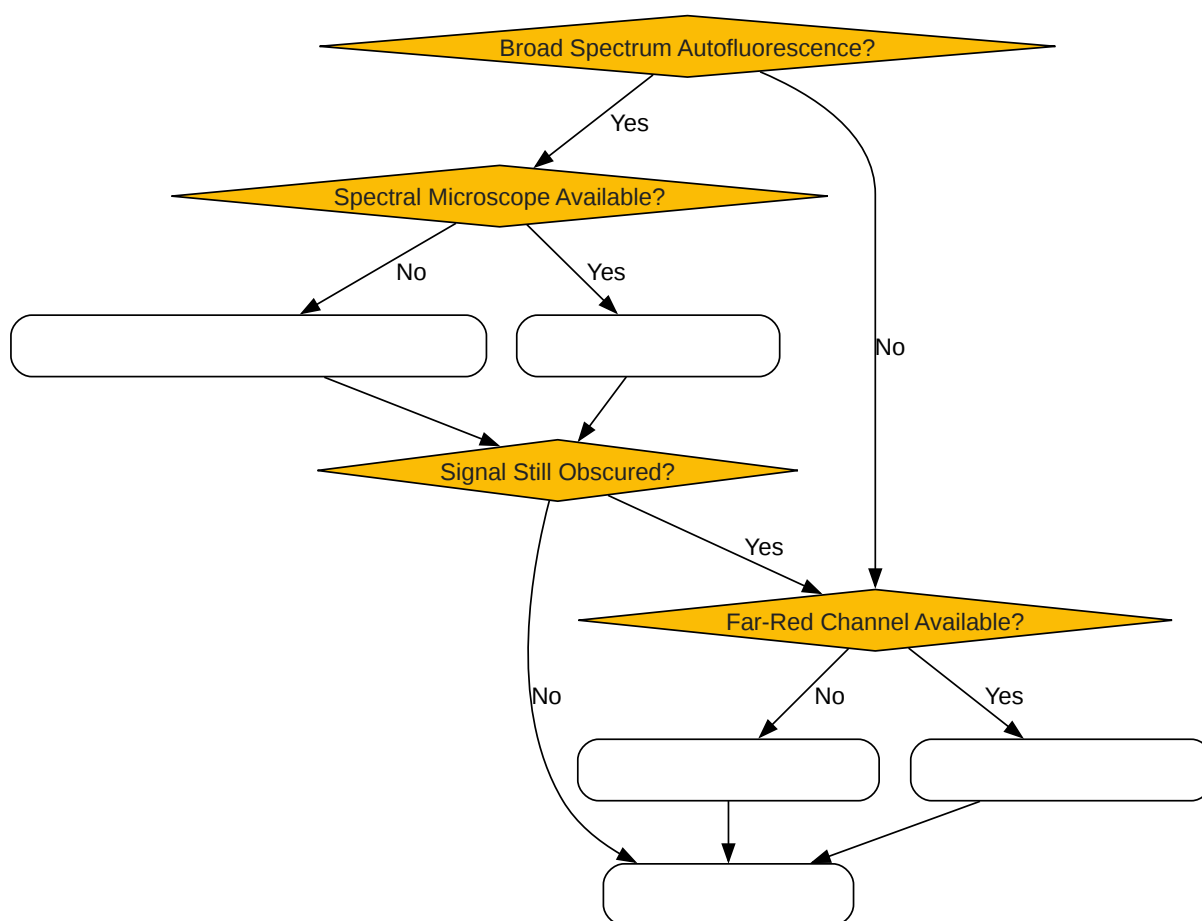 Broad Spectrum Autofluorescence?
Yes
Spectral Microscope Available?
No
Yes
No
Signal Still Obscured?
Yes
Far-Red Channel Available?
No
No
Yes